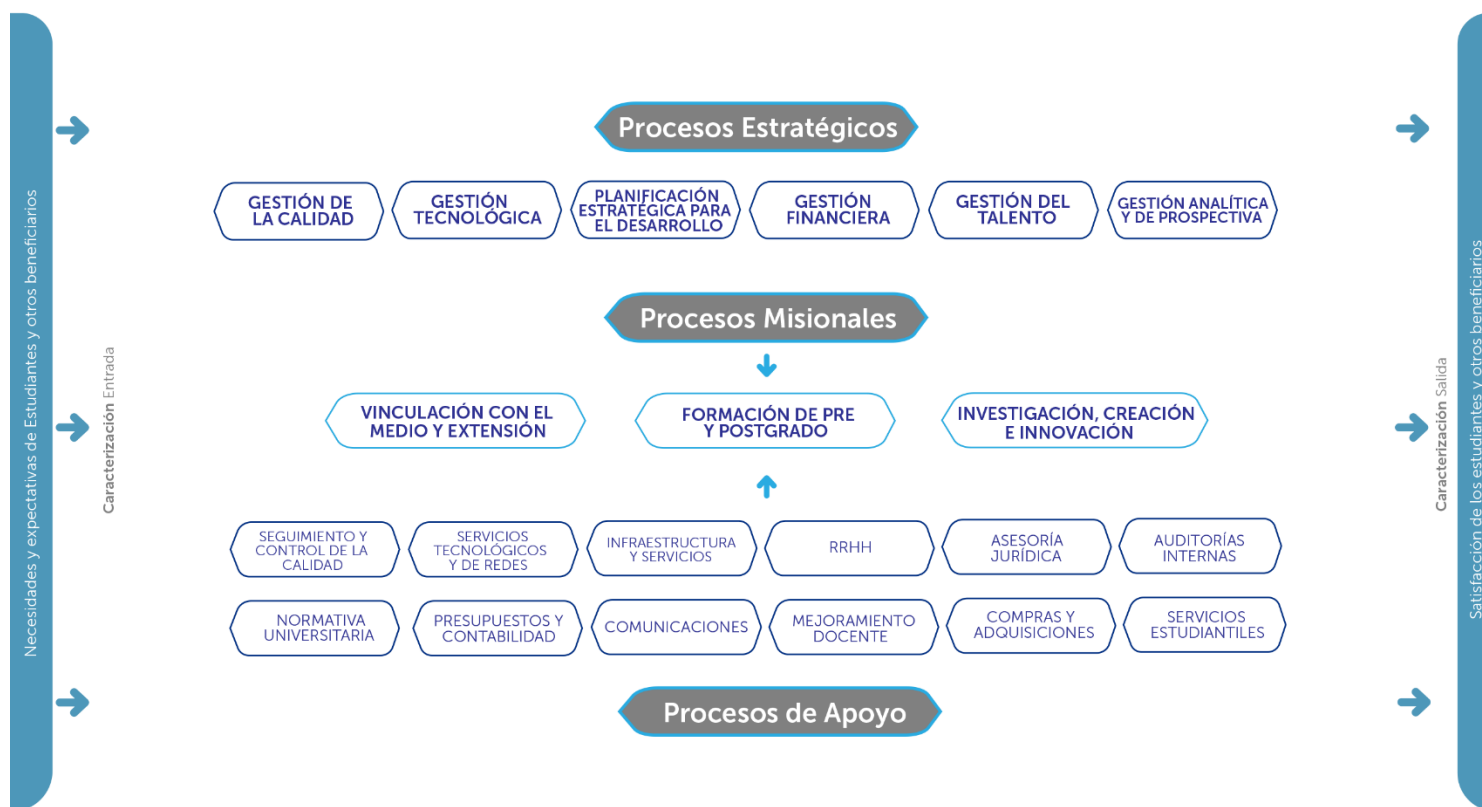 Necesidades y expectativas de Estudiantes y otros beneficiarios
Caracterización Entrada
Procesos Estratégicos
GESTIÓN DE
LA CALIDAD
GESTIÓN
TECNOLÓGICA
PLANIFICACIÓN
ESTRATÉGICA PARA
EL DESARROLLO
GESTIÓN
FINANCIERA
GESTIÓN DEL
TALENTO
GESTIÓN ANALÍTICA
Y DE PROSPECTIVA
Procesos Misionales
VINCULACIÓN CON EL
MEDIO Y EXTENSIÓN
FORMACIÓN DE PRE
Y POSTGRADO
INVESTIGACIÓN, CREACIÓN
E INNOVACIÓN
SEGUIMIENTO Y
CONTROL DE LA
CALIDAD
SERVICIOS
TECNOLÓGICOS
Y DE REDES
INFRAESTRUCTURA
Y SERVICIOS
RRHH
ASESORÍA
JURÍDICA
AUDITORÍAS
INTERNAS
NORMATIVA
UNIVERSITARIA
PRESUPUESTOS Y
CONTABILIDAD
COMUNICACIONES
MEJORAMIENTO
DOCENTE
COMPRAS Y
ADQUISICIONES
SERVICIOS
ESTUDIANTILES
Procesos de Apoyo
Caracterización Salida
Satisfacción de los estudiantes y otros beneficiarios